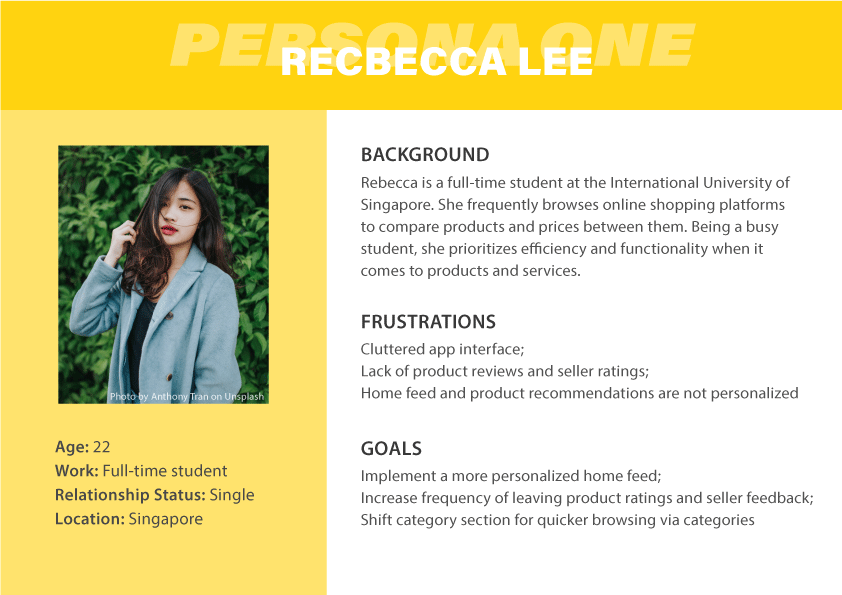 PERSONA ONE
RECBECCA LEE
BACKGROUND
Rebecca is a full-time student at the International University of
Singapore. She frequently browses online shopping platforms
to compare products and prices between them. Being a busy
student, she prioritizes efficiency and functionality when it
comes to products and services.
FRUSTRATIONS
Cluttered app interface;
Lack of product reviews and seller ratings;
Home feed and product recommendations are not personalized
GOALS
Implement a more personalized home feed;
Increase frequency of leaving product ratings and seller feedback;
Shift category section for quicker browsing via categories
Photo by Anthony Tran on Unsplash
Age: 22
Work: Full-time student
Relationship Status: Single
Location: Singapore